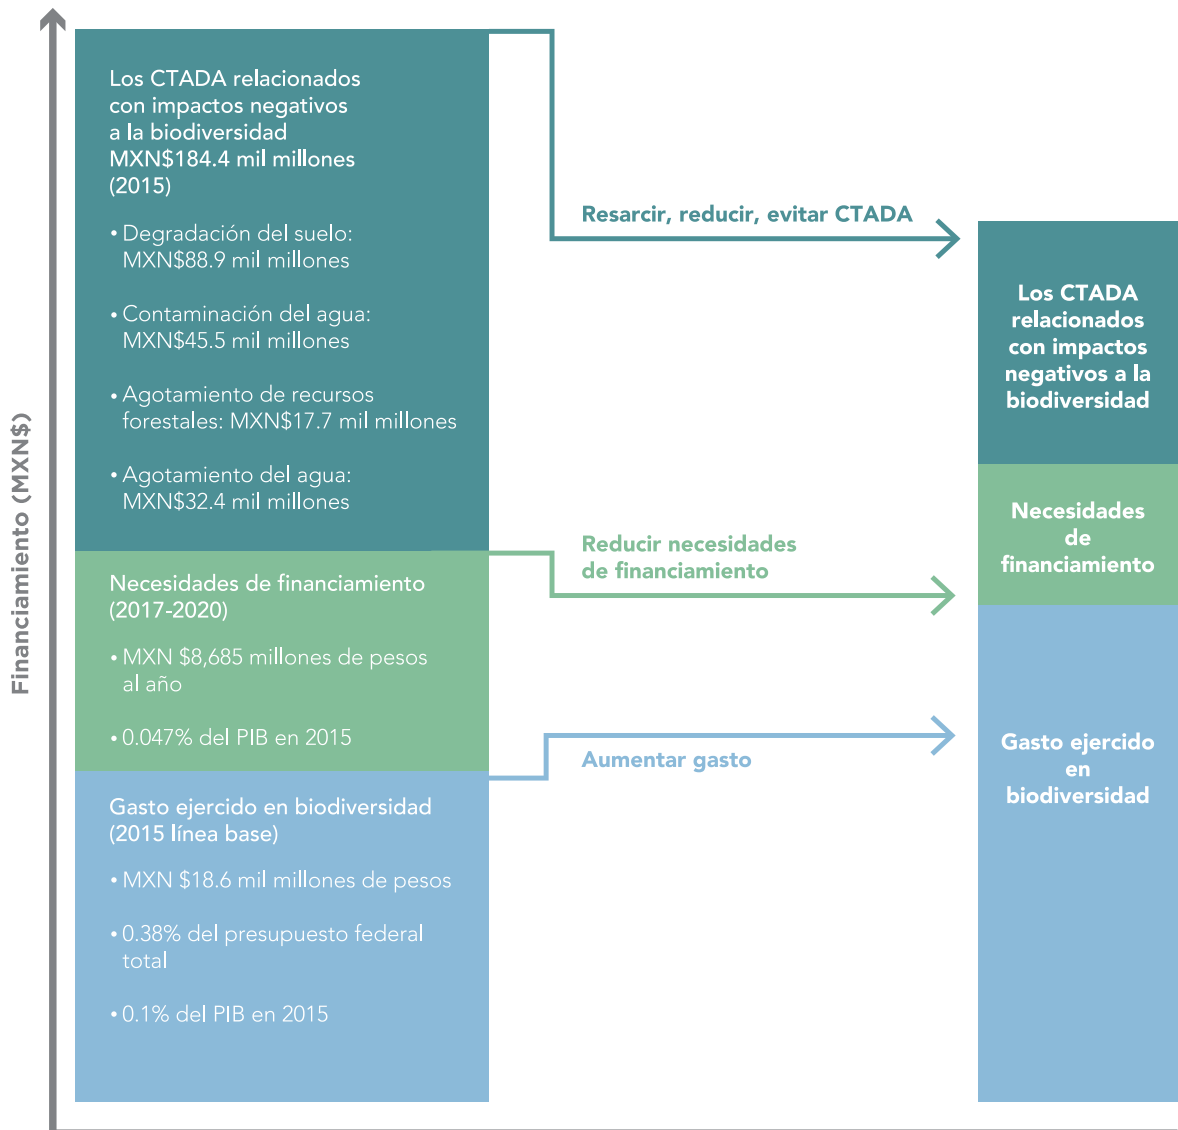 Financiamiento (MXN$)
Los CTADA relacionados
con impactos negativos
a la biodiversidad
MXN$184.4 mil millones
(2015)
• Degradación del suelo:
MXN$88.9 mil millones
• Contaminación del agua:
MXN$45.5 mil millones
• Agotamiento de recursos
forestales: MXN$17.7 mil millones
• Agotamiento del agua:
MXN$32.4 mil millones
Necesidades de financiamiento
(2017-2020)
• MXN $8,685 millones de pesos
al año
• 0.047% del PIB en 2015
Gasto ejercido en biodiversidad
(2015 línea base)
• MXN $18.6 mil millones de pesos
• 0.38% del presupuesto federal
total
• 0.1% del PIB en 2015
Resarcir, reducir, evitar CTADA
Reducir necesidades
de financiamiento
Aumentar gasto
Los CTADA
relacionados
con impactos
negativos a la
biodiversidad
Necesidades
de
financiamiento
Gasto ejercido
en
biodiversidad